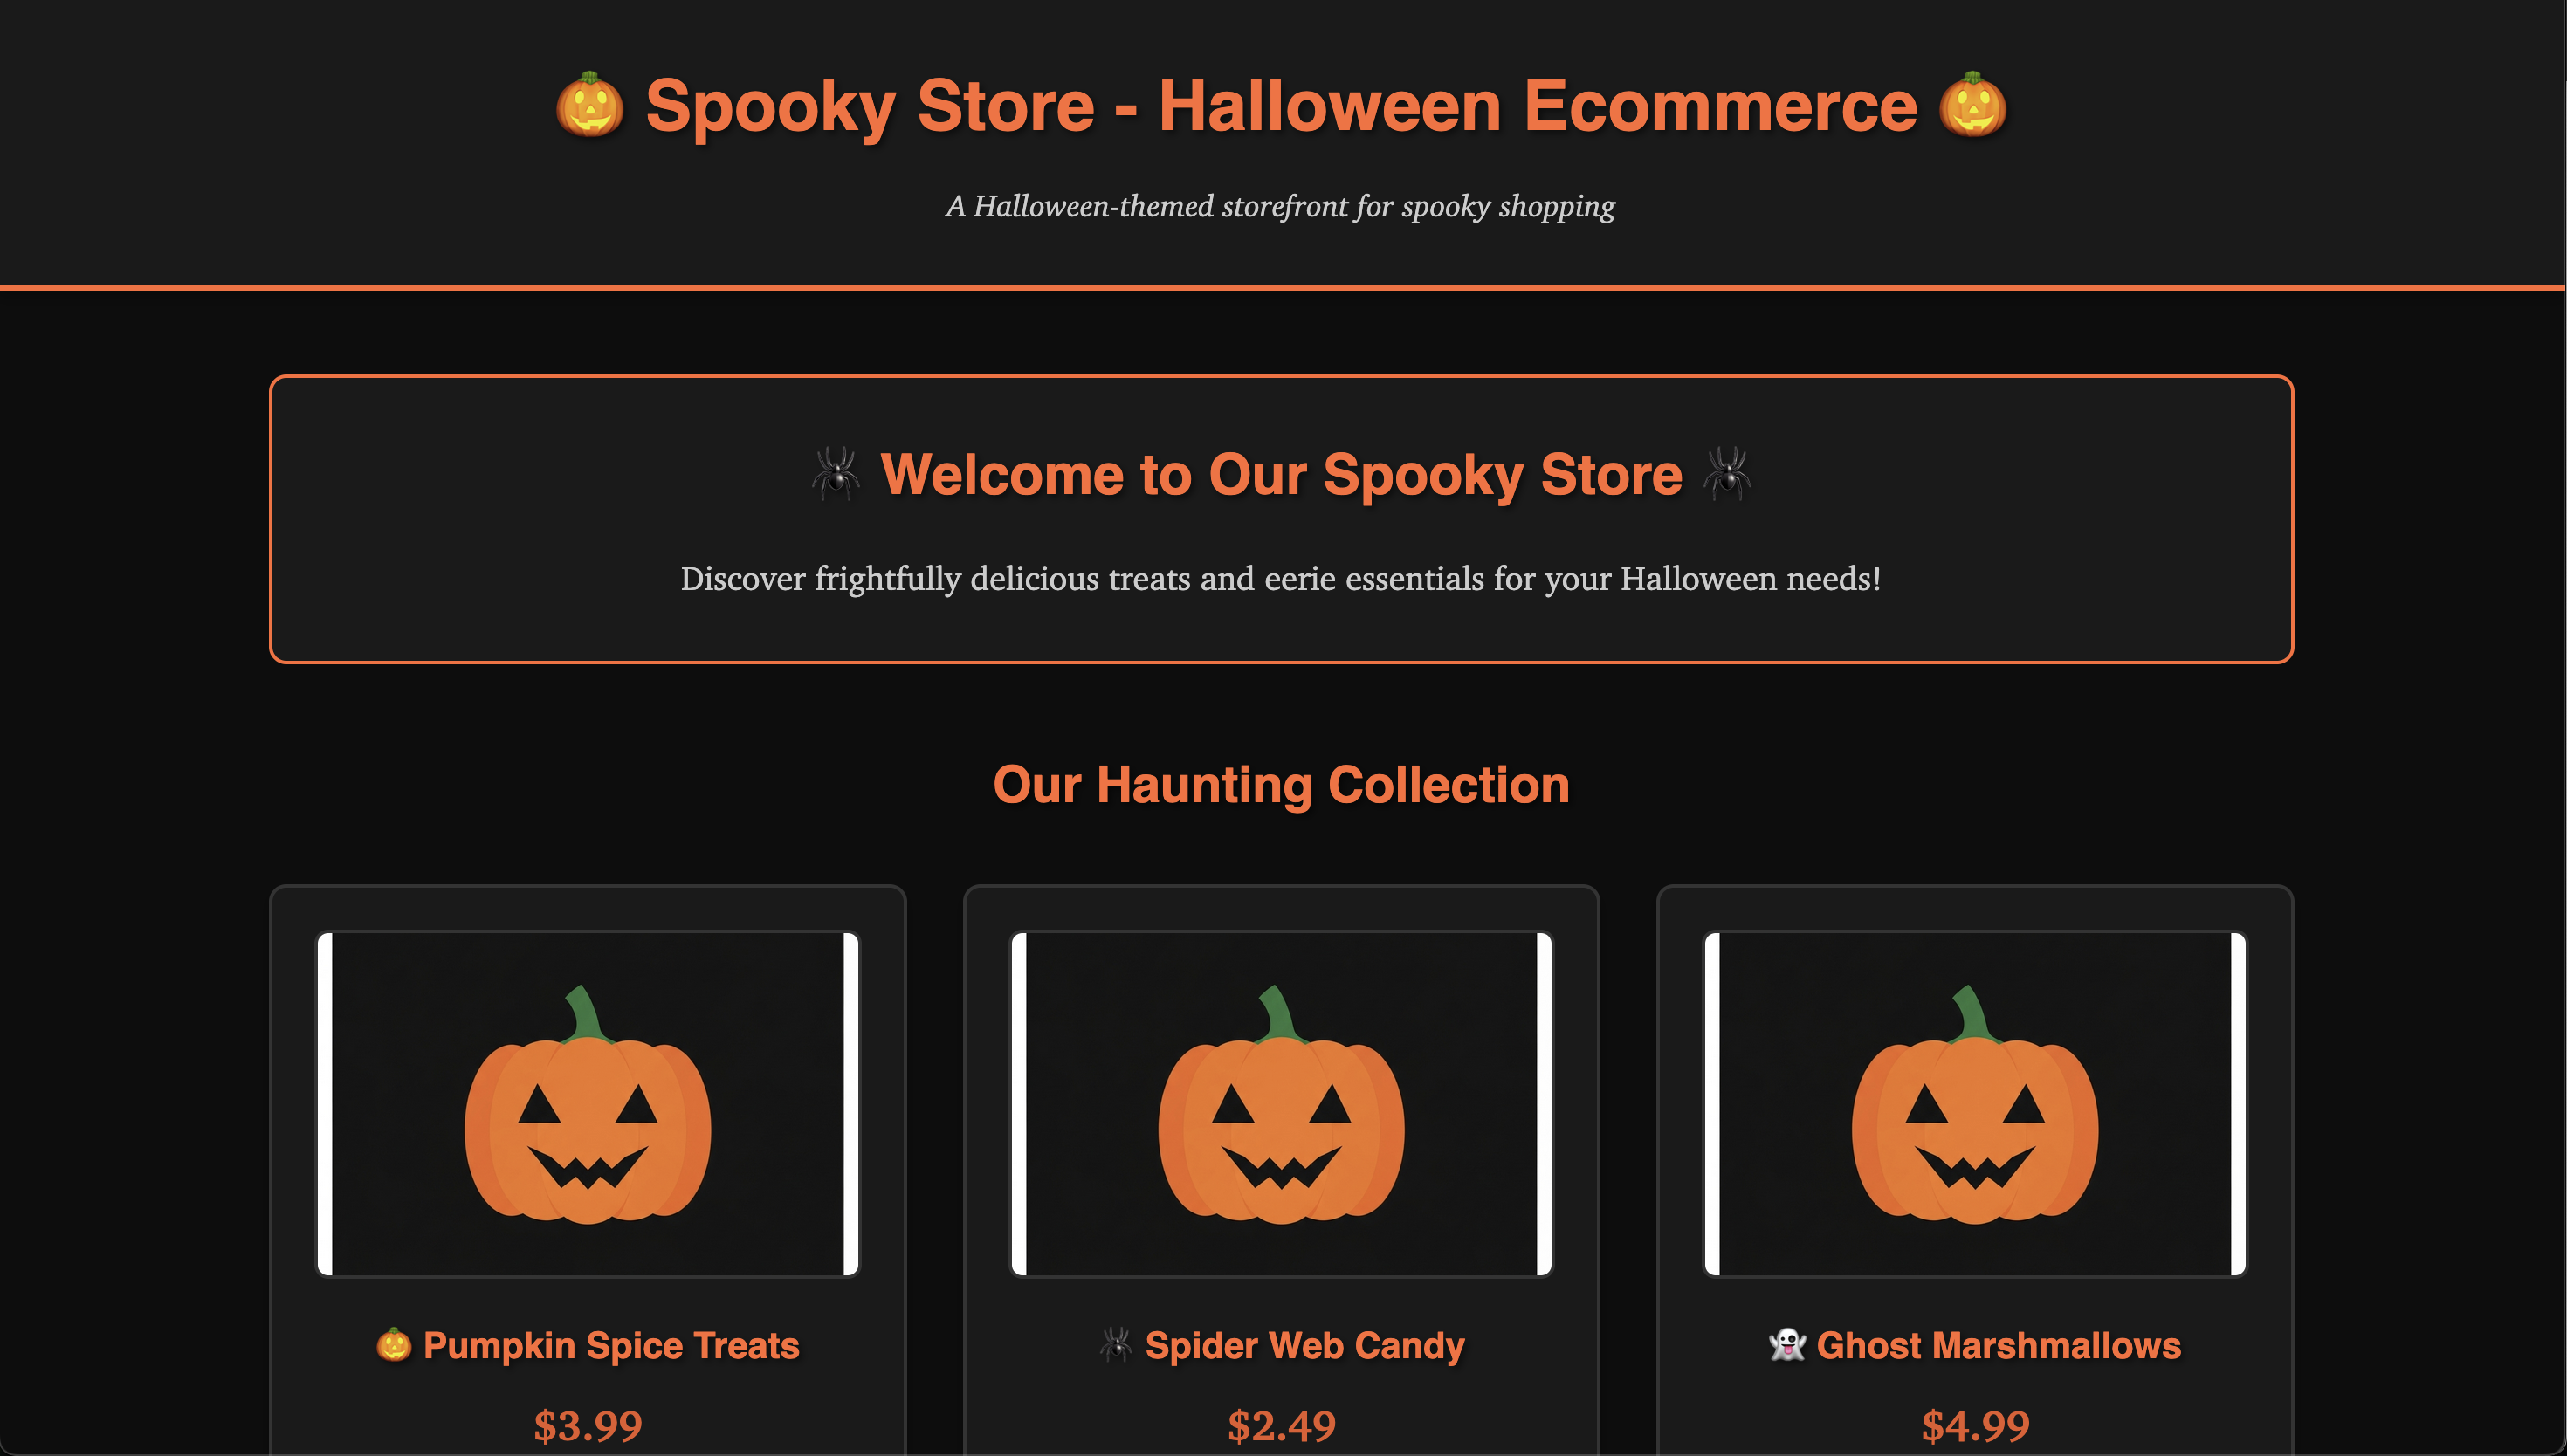 🎃 Spooky Store - Halloween Ecommerce 🎃
A Halloween-themed storefront for spooky shopping
🕷 Welcome to Our Spooky Store 🕷
Discover frightfully delicious treats and eerie essentials for your Halloween needs!
Our Haunting Collection
🎃 Pumpkin Spice Treats
$3.99
🕷 Spider Web Candy
$2.49
👻 Ghost Marshmallows
$4.99